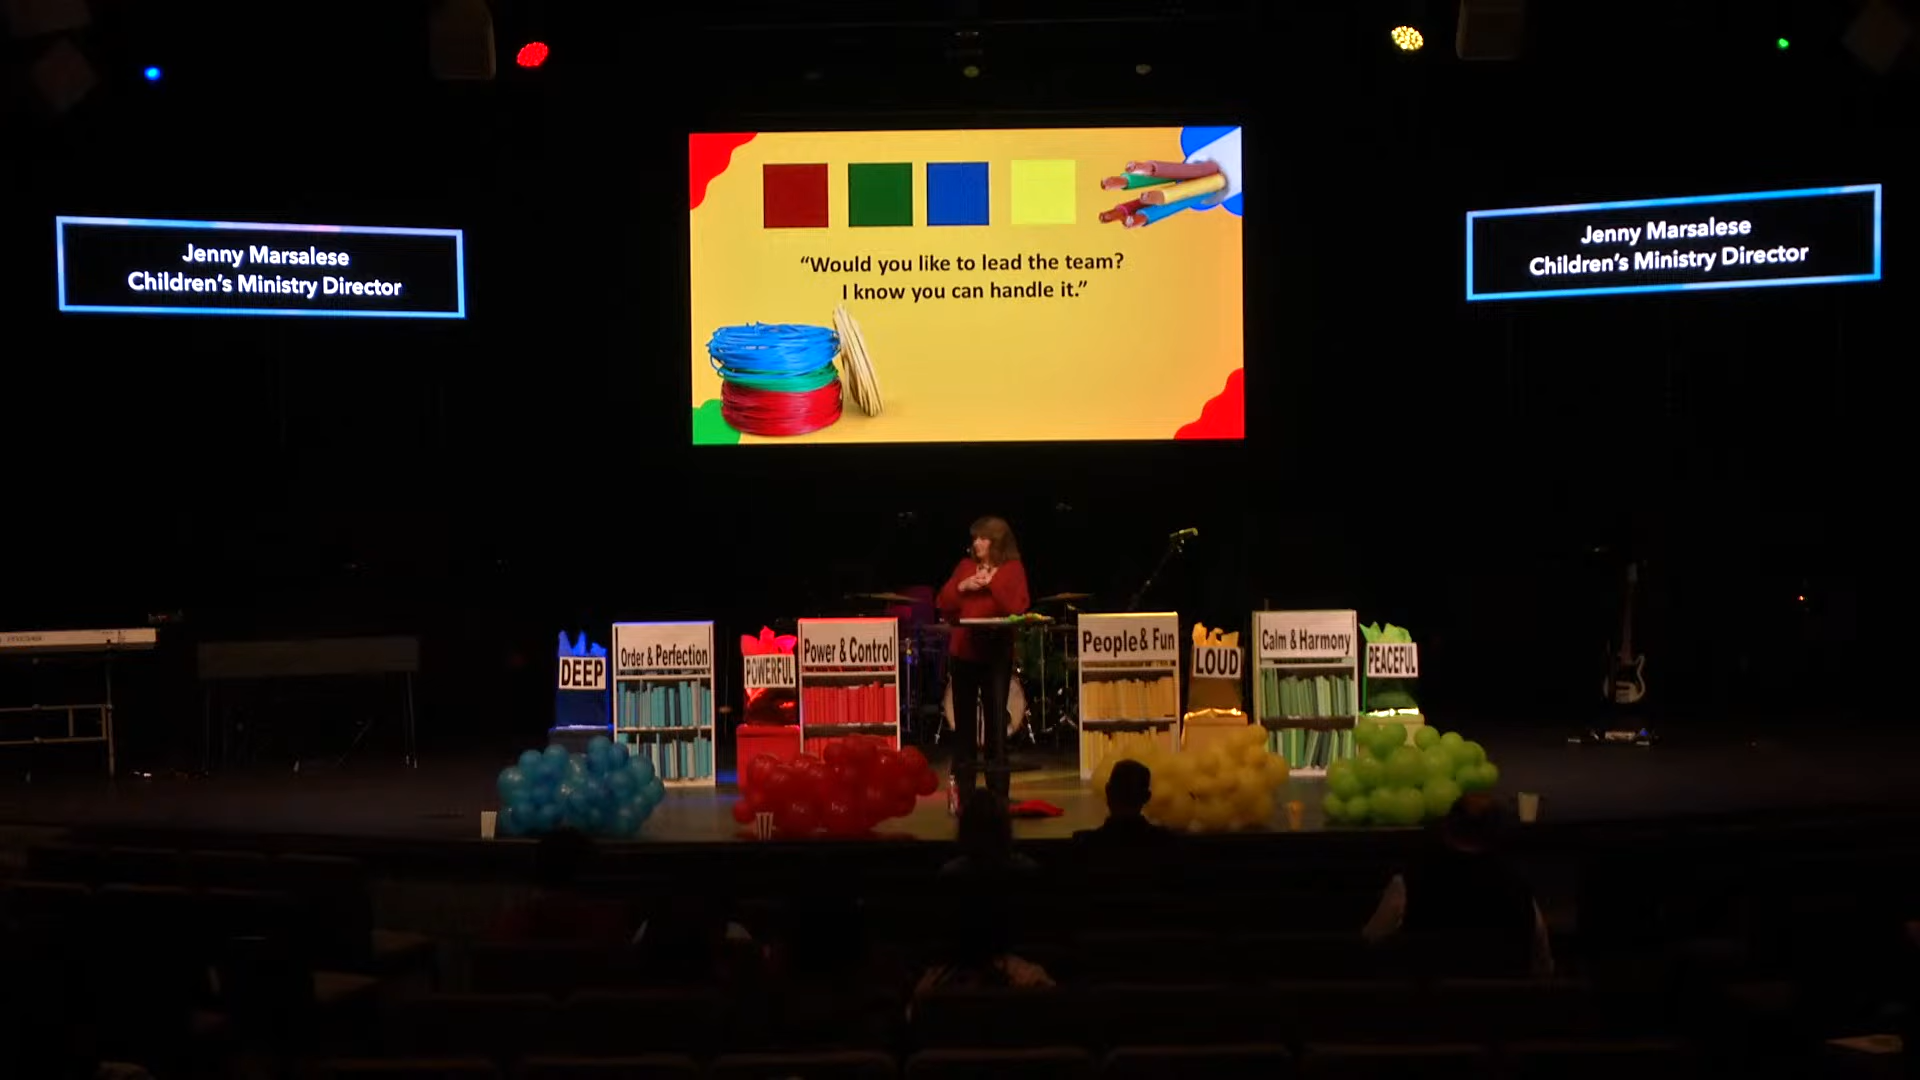 Jenny Marsalese
Children's Ministry Director
“Would you like to lead the team?
I know you can handle it.”
Jenny Marsalese
Children's Ministry Director
DEEP
Order & Perfection
POWERFUL
Power & Control
People & Fun
LOUD
Calm & Harmony
PEACEFUL